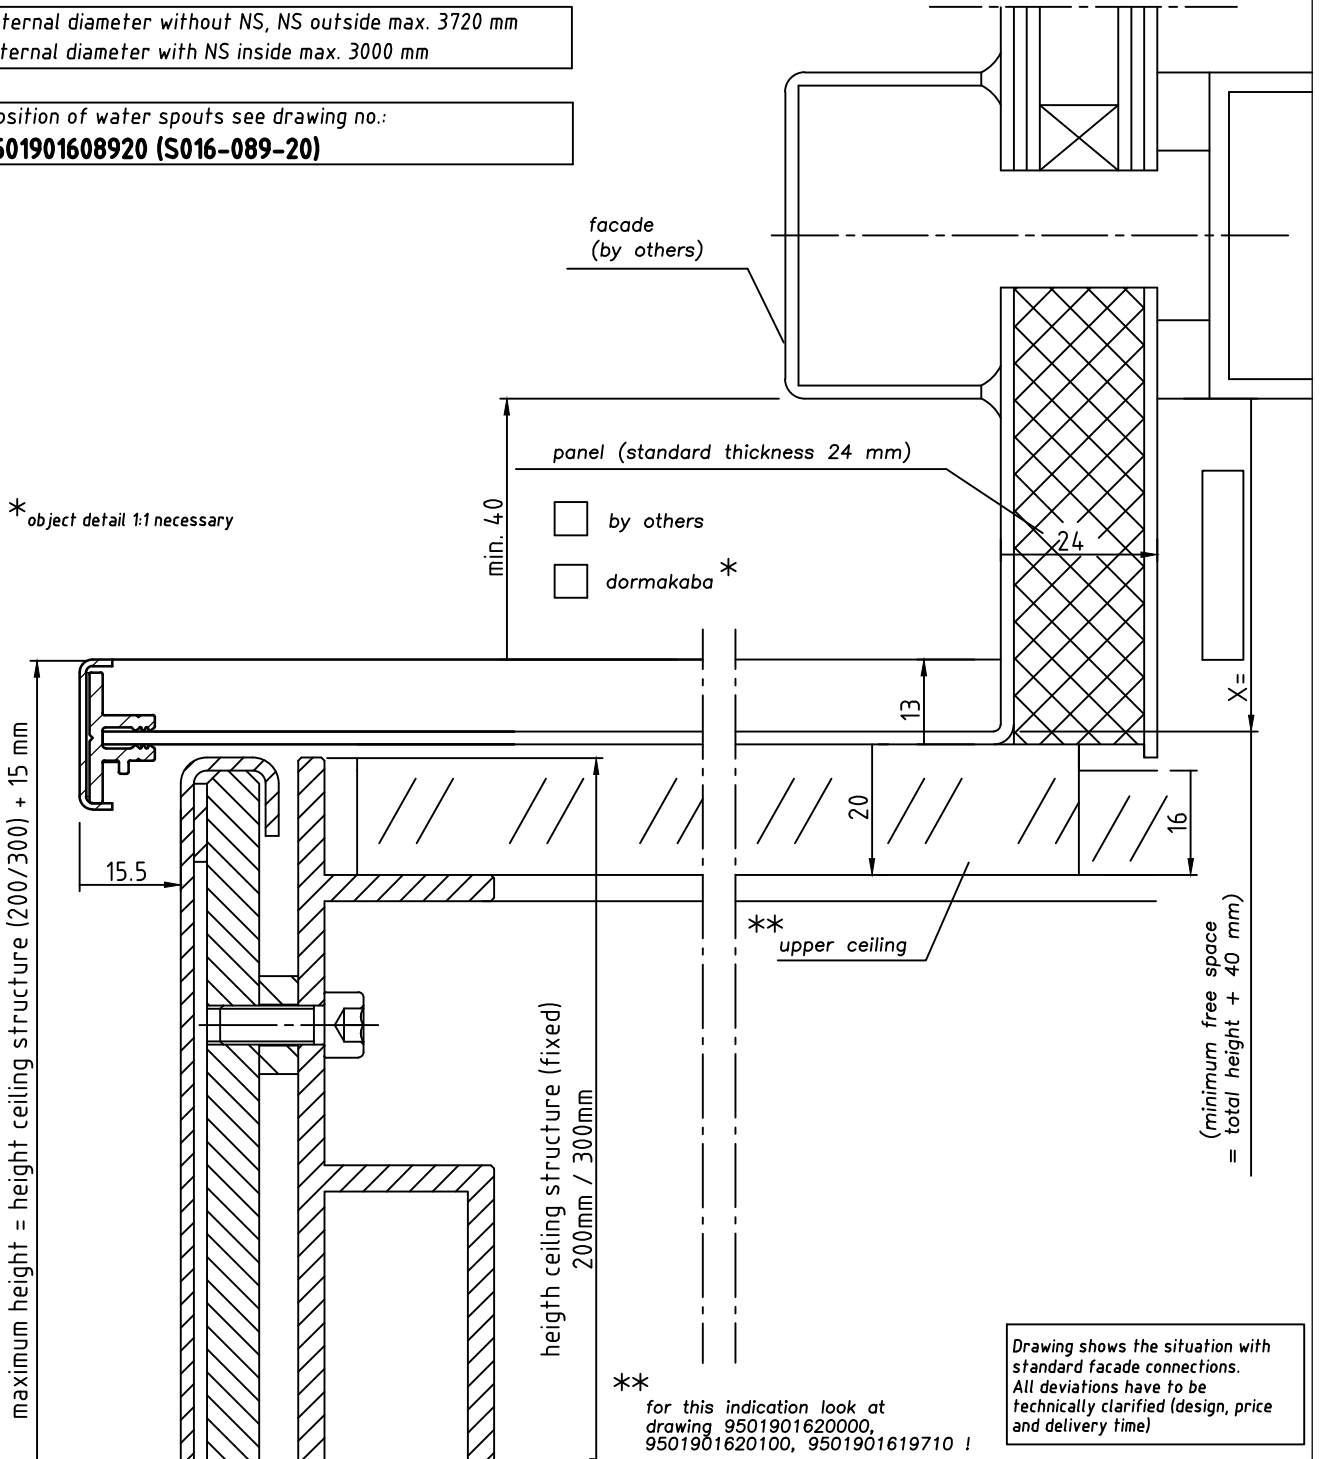 ternal diameter without NS, NS outside max. 3720 mm
ternal diameter with NS inside max. 3000 mm
osition of water spouts see drawing no.:
501901608920 (S016-089-20)
facade
(by others)
panel (standard thickness 24 mm)
by others
dormakaba *
* object detail 1:1 necessary
min. 40
24
13
X=
20
16
15.5
** upper ceiling
maximum height = height ceiling structure (200/300) + 15 mm
heigth ceiling structure (fixed)
200mm / 300mm
(minimum free space
= total height + 40 mm)
**
for this indication look at
drawing 9501901620000,
9501901620100, 9501901619710 !
Drawing shows the situation with
standard facade connections.
All deviations have to be
technically clarified (design, price
and delivery time)